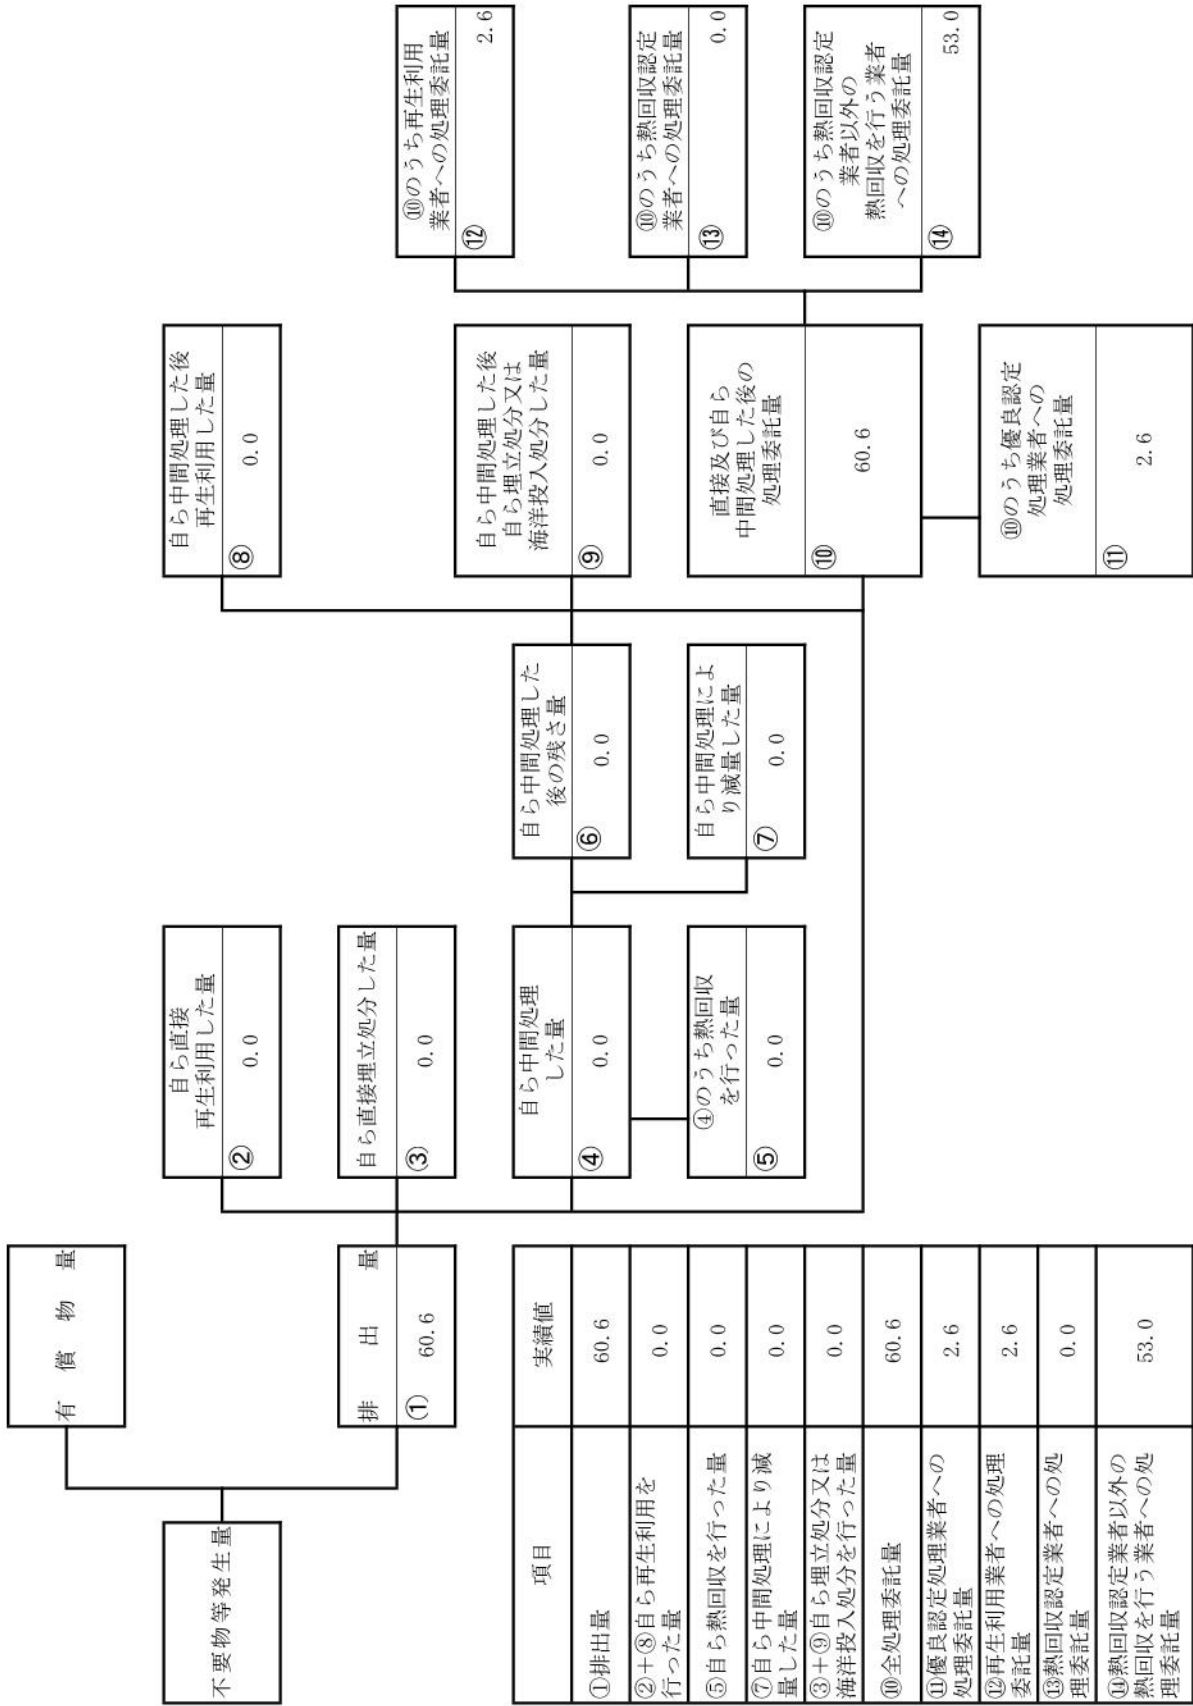 不要物等発生量
有償物量
排出量
①
60.6
自ら直接
再生利用した量
②
0.0
自ら直接埋立処分した量
③
0.0
自ら中間処理
した量
④
0.0
④のうち熱回収
を行った量
⑤
0.0
自ら中間処理した
後の残さ量
⑥
0.0
自ら中間処理によ
り減量した量
⑦
0.0
自ら中間処理した後
再生利用した量
⑧
0.0
自ら中間処理した後
自ら埋立処分又は
海洋投入処分した量
⑨
0.0
直接及び自ら
中間処理した後の
処理委託量
⑩
60.6
⑩のうち優良認定
処理業者への
処理委託量
⑪
2.6
⑩のうち再生利用
業者への処理委託量
⑫
2.6
⑩のうち熱回収認定
業者への処理委託量
⑬
0.0
⑩のうち熱回収認定
業者以外の
熱回収を行う業者
への処理委託量
⑭
53.0
項目
実績値
①排出量
60.6
②+⑧自ら再生利用を
行った量
0.0
⑤自ら熱回収を行った量
0.0
⑦自ら中間処理により減
量した量
0.0
③+⑨自ら埋立処分又は
海洋投入処分を行った量
0.0
⑩全処理委託量
60.6
⑪優良認定処理業者への
処理委託量
2.6
⑫再生利用業者への処理
委託量
2.6
⑬熱回収認定業者への処
理委託量
0.0
⑭熱回収認定業者以外の
熱回収を行う業者への処
理委託量
53.0